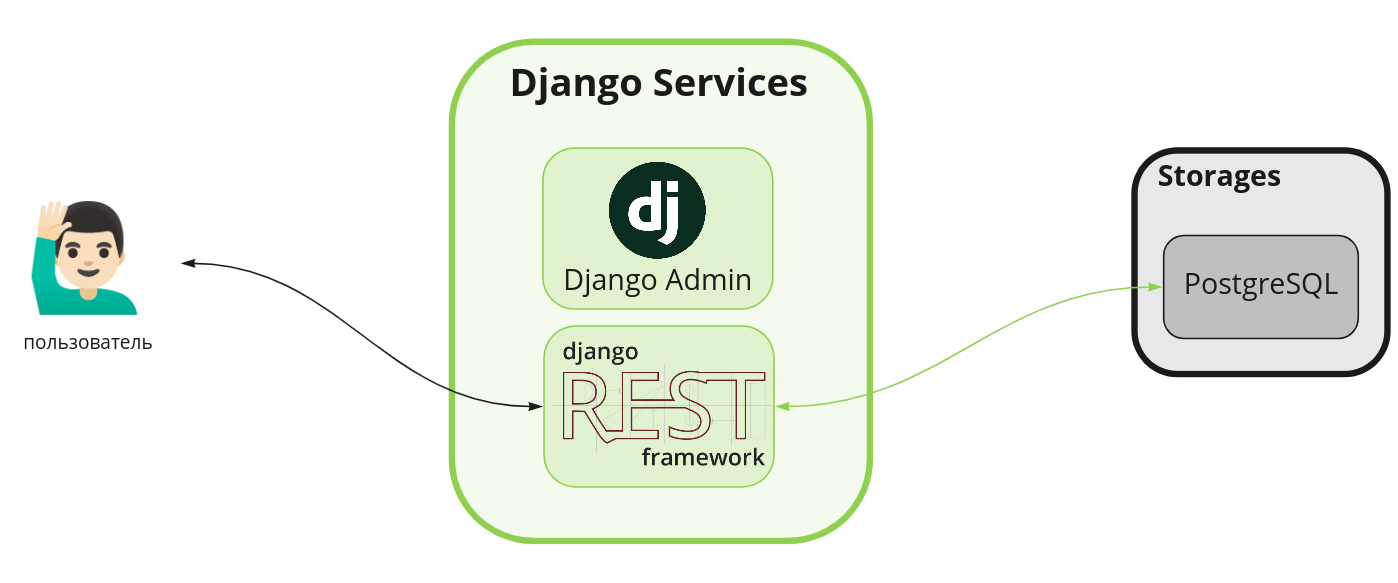 Django Services
Storages
dj
Django Admin
PostgreSQL
пользователь
django
REST
framework